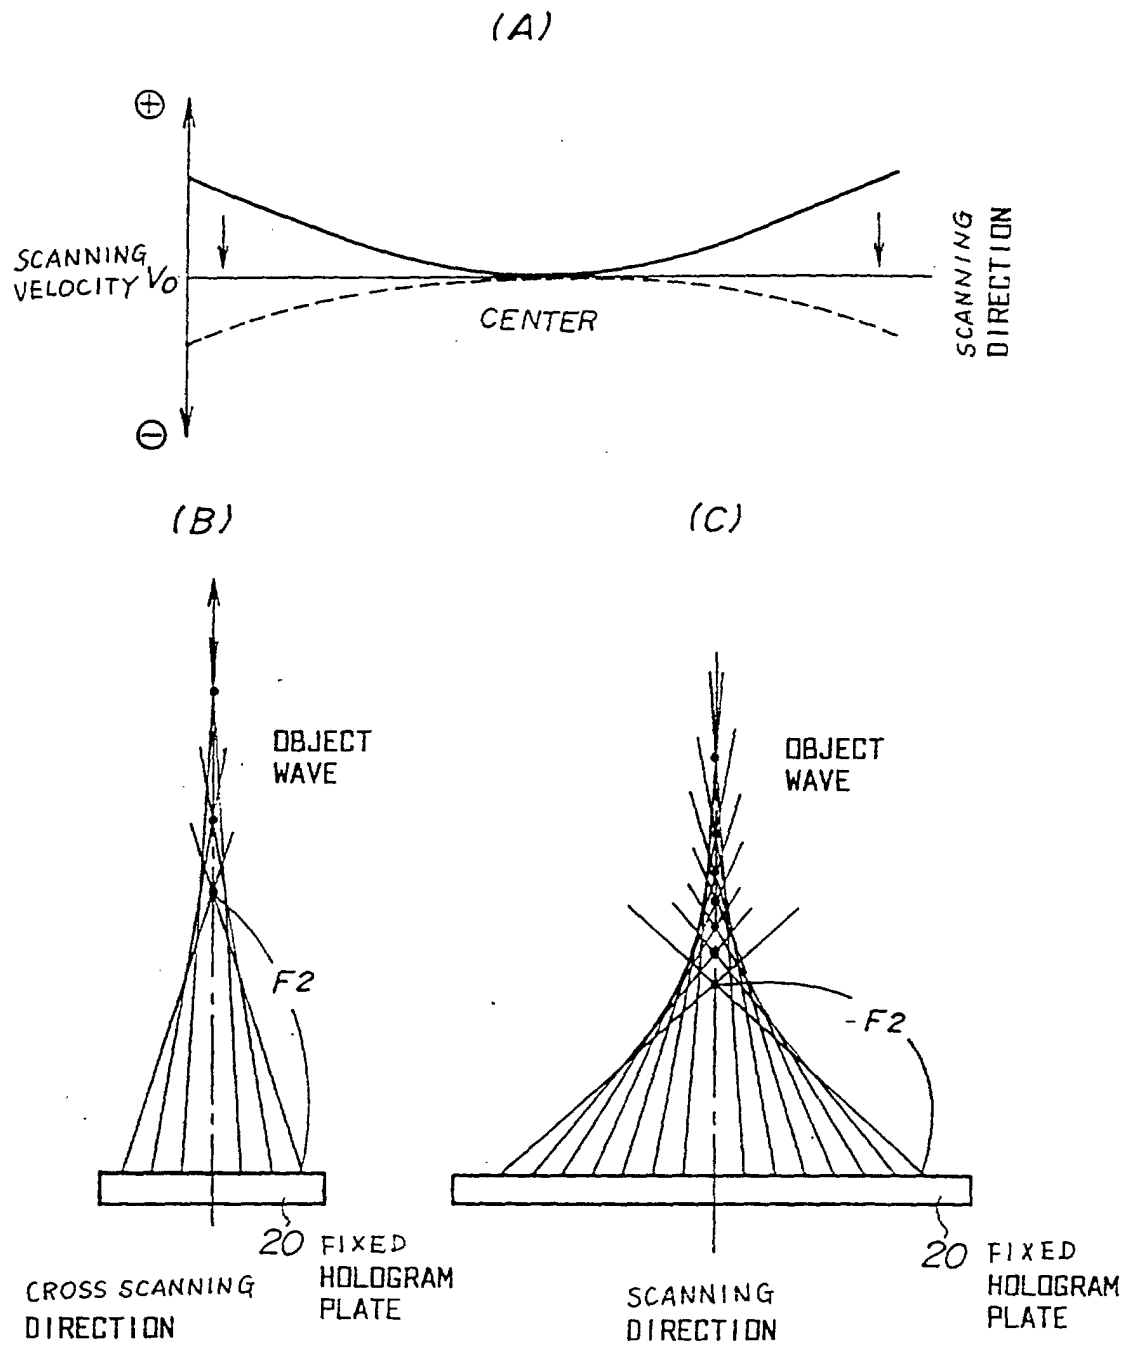 (A)
⊕
SCANNING
VELOCITY V0
CENTER
SCANNING
DIRECTION
⊖
(B)
(C)
OBJECT
WAVE
OBJECT
WAVE
F2
-F2
20 FIXED
HOLOGRAM
PLATE
CROSS SCANNING
DIRECTION
20 FIXED
HOLOGRAM
PLATE
SCANNING
DIRECTION